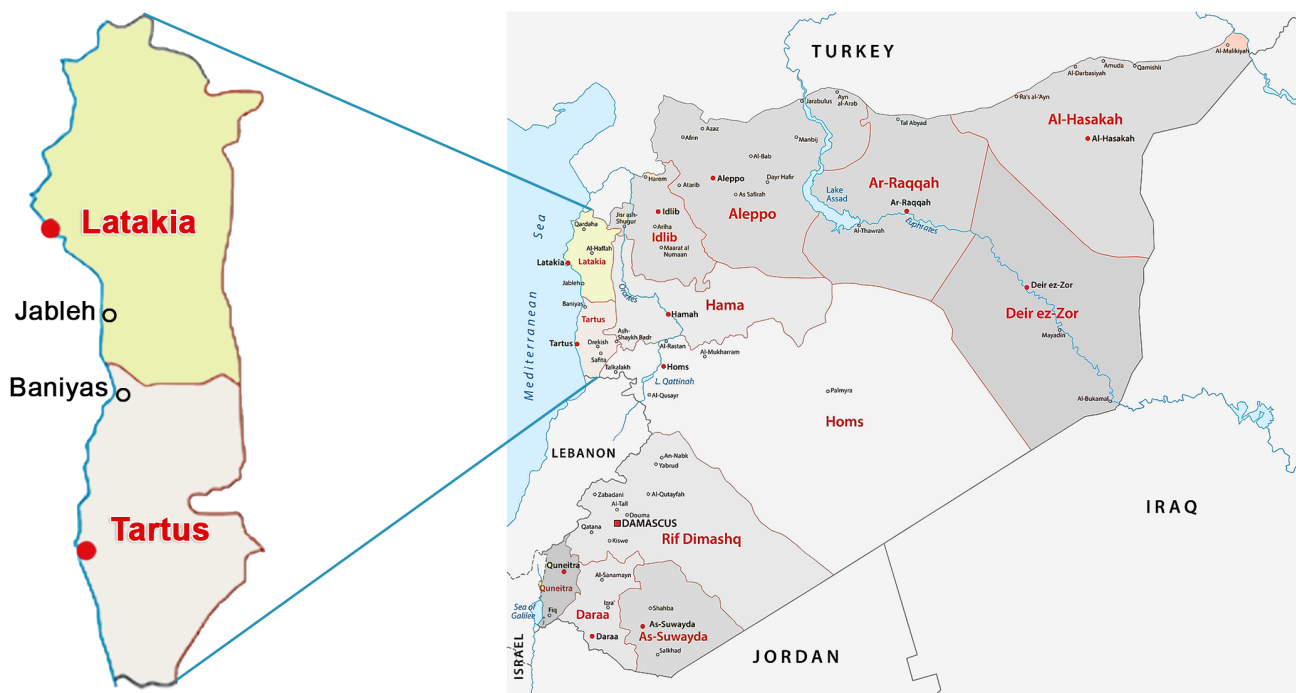 Latakia
Jableh
Baniyas
Tartus
TURKEY
Al-Malikiyah
Amuda
Qamishli
Al-Darbasiyah
Ra's al-'Ayn
Al-Hasakah
Al-Hasakah
Jarabulus
Ayn
al-Arab
Tal Abyad
Azaz
Afrin
Manbij
Al-Bab
Aleppo
Dayr Hafir
As Safirah
Aleppo
Harem
Atarib
Ar-Raqqah
Ar-Raqqah
Lake
Assad
Al-Thawrah
Euphrates
Idlib
Ariha
Idlib
Maarat al
Numaan
Jisr ash-
Shugur
Qardaha
Al-Haffah
Latakia
Latakia
Jableh
Baniyas
Tartus
Tartus
Drekish
Safita
Talkalakh
Ash-
Shaykh Badr
Orontes
Hama
Hamah
Al-Rastan
Al-Mukharram
Homs
L. Qattinah
Al-Qusayr
Palmyra
Homs
Deir ez-Zor
Deir ez-Zor
Mayadin
Al-Bukamal
Mediterranean Sea
LEBANON
An-Nabk
Yabrud
Zabadani
Al-Qutayfah
Al-Tall
Douma
DAMASCUS
Qatana
Kiswe
Rif Dimashq
Quneitra
Quneitra
Fiq
Sea of
Galilee
Al-Sanamayn
Izra'
Daraa
Daraa
Shahba
As-Suwayda
As-Suwayda
Salkhad
ISRAEL
JORDAN
IRAQ